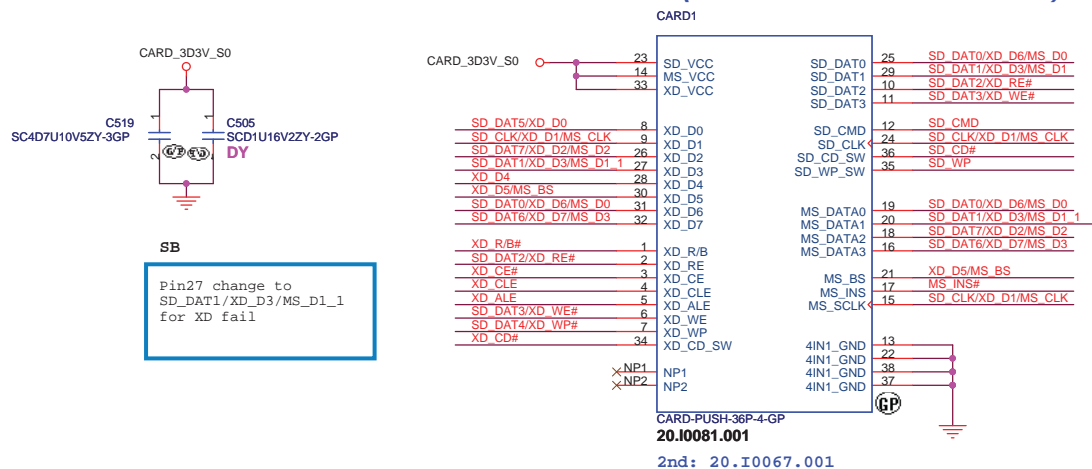 CARD1
CARD_3D3V_S0
C519
SC4D7U10V5ZY-3GP
1
2
C505
SCD1U16V2ZY-2GP
DY
1
SB
Pin27 change to
SD_DAT1/XD_D3/MS_D1_1
for XD fail
CARD_3D3V_S0
23 SD_VCC
14 MS_VCC
33 XD_VCC
SD_DAT5/XD_D0 8 XD_D0
SD_CLK/XD_D1/MS_CLK 9 XD_D1
SD_DAT7/XD_D2/MS_D2 26 XD_D2
SD_DAT1/XD_D3/MS_D1_1 27 XD_D3
XD_D4 28 XD_D4
XD_D5/MS_BS 30 XD_D5
SD_DAT0/XD_D6/MS_D0 31 XD_D6
SD_DAT6/XD_D7/MS_D3 32 XD_D7
XD_R/B# 1 XD_R/B
SD_DAT2/XD_RE# 2 XD_RE
XD_CE# 3 XD_CE
XD_CLE 4 XD_CLE
XD_ALE 5 XD_ALE
SD_DAT3/XD_WE# 6 XD_WE
SD_DAT4/XD_WP# 7 XD_WP
XD_CD# 34 XD_CD_SW
NP1 NP1
NP2 NP2
SD_DAT0 25 SD_DAT0/XD_D6/MS_D0
SD_DAT1 29 SD_DAT1/XD_D3/MS_D1
SD_DAT2 10 SD_DAT2/XD_RE#
SD_DAT3 11 SD_DAT3/XD_WE#
SD_CMD 12 SD_CMD
SD_CLK 24 SD_CLK/XD_D1/MS_CLK
SD_CD_SW 36 SD_CD#
SD_WP_SW 35 SD_WP
MS_DATA0 19 SD_DAT0/XD_D6/MS_D0
MS_DATA1 20 SD_DAT1/XD_D3/MS_D1_1
MS_DATA2 18 SD_DAT7/XD_D2/MS_D2
MS_DATA3 16 SD_DAT6/XD_D7/MS_D3
MS_BS 21 XD_D5/MS_BS
MS_INS 17 MS_INS#
MS_SCLK 15 SD_CLK/XD_D1/MS_CLK
4IN1_GND 13
4IN1_GND 22
4IN1_GND 38
4IN1_GND 37
GP
CARD-PUSH-36P-4-GP
20.I0081.001
2nd: 20.I0067.001